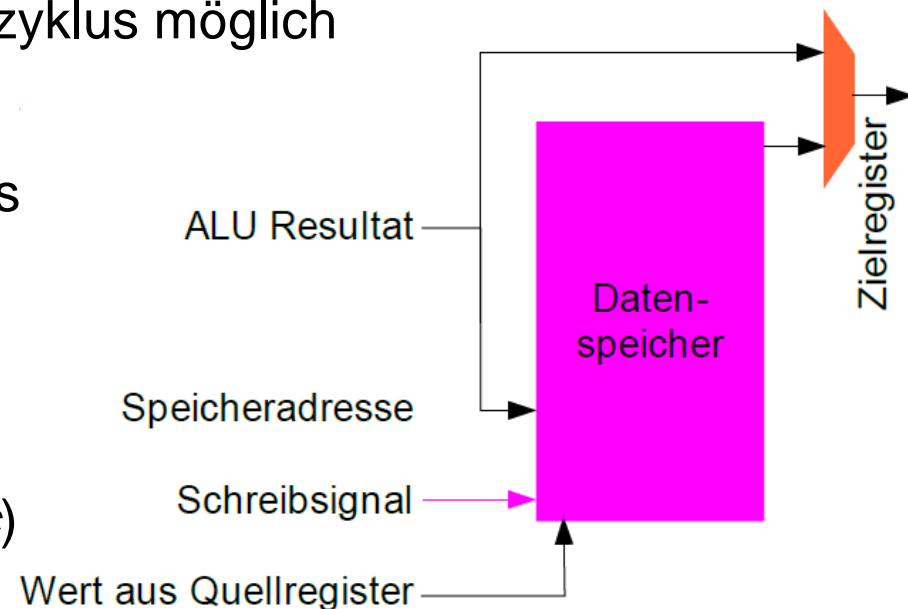 zyklus möglich
s
ALU Resultat
Daten-
speicher
Zielregister
Speicheradresse
Schreibsignal
)
Wert aus Quellregister